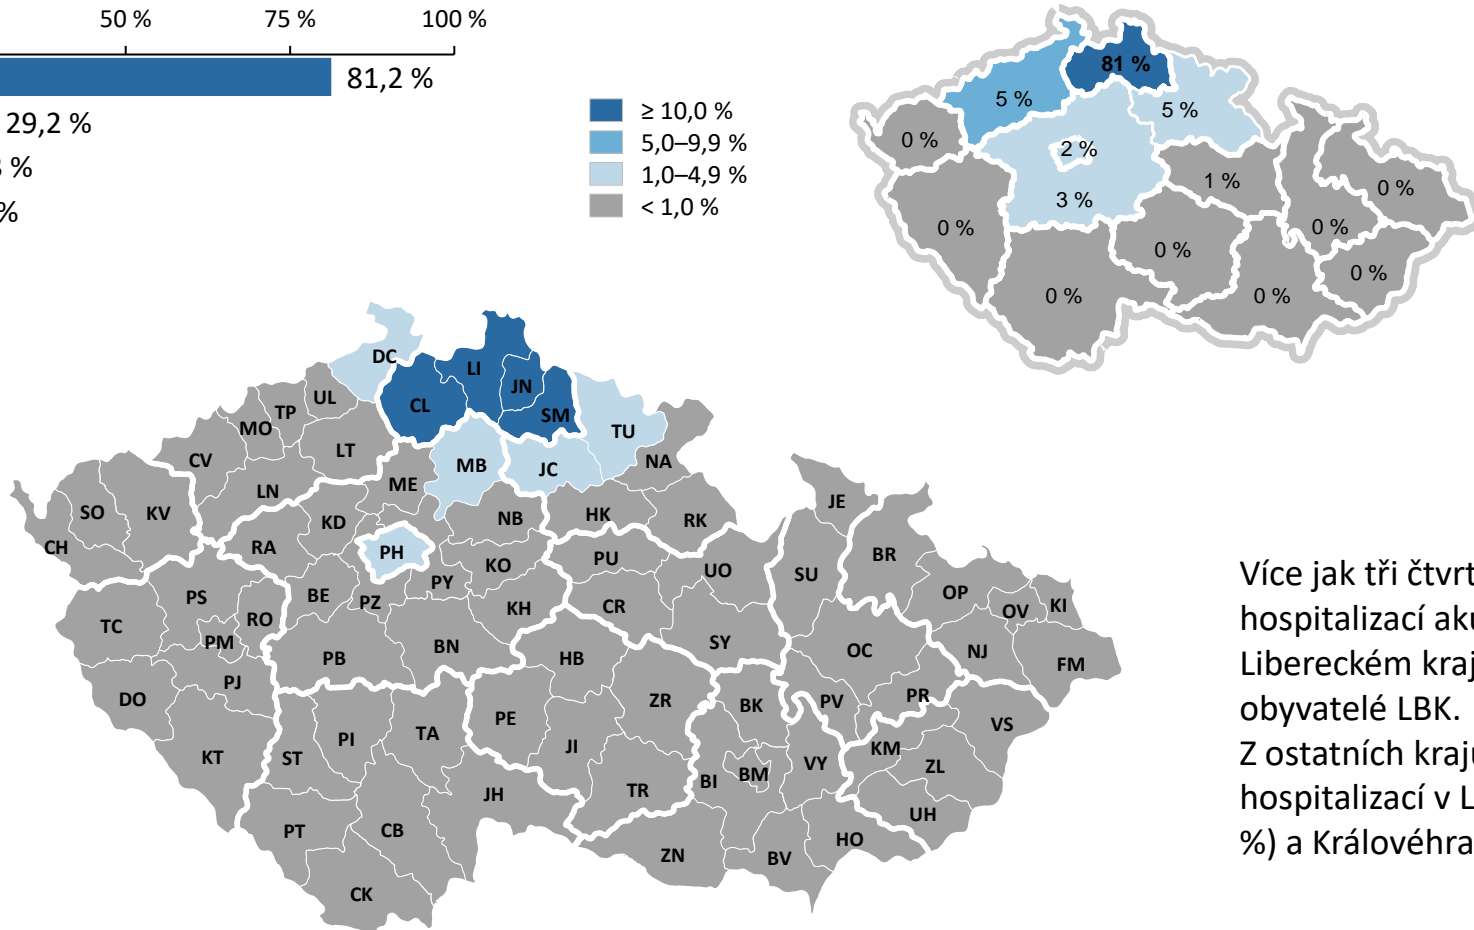 50 %
75 %
100 %
81,2 %
29,2 %
%
%
≥ 10,0 %
5,0–9,9 %
1,0–4,9 %
< 1,0 %
81 %
5 %
5 %
0 %
2 %
3 %
1 %
0 %
0 %
0 %
0 %
0 %
0 %
0 %
DC
LI
JN
CL
SM
UL
TP
MO
TU
LT
CV
MB
JC
NA
LN
ME
SO
KV
KD
NB
HK
RK
JE
CH
RA
PH
BR
KO
PU
UO
SU
PS
BE
PZ
PY
KH
CR
OP
OV
KI
TC
RO
PM
PB
BN
SY
OC
NJ
FM
HB
DO
PJ
ZR
BK
PV
PR
VS
PE
KT
ST
PI
TA
JI
KM
ZL
BI
BM
VY
JH
TR
UH
PT
CB
HO
ZN
BV
CK
Více jak tři čtvrt
hospitalizací
Libereckém
obyvatelé LBK.
Z ostatních
hospitalizací v
%) a